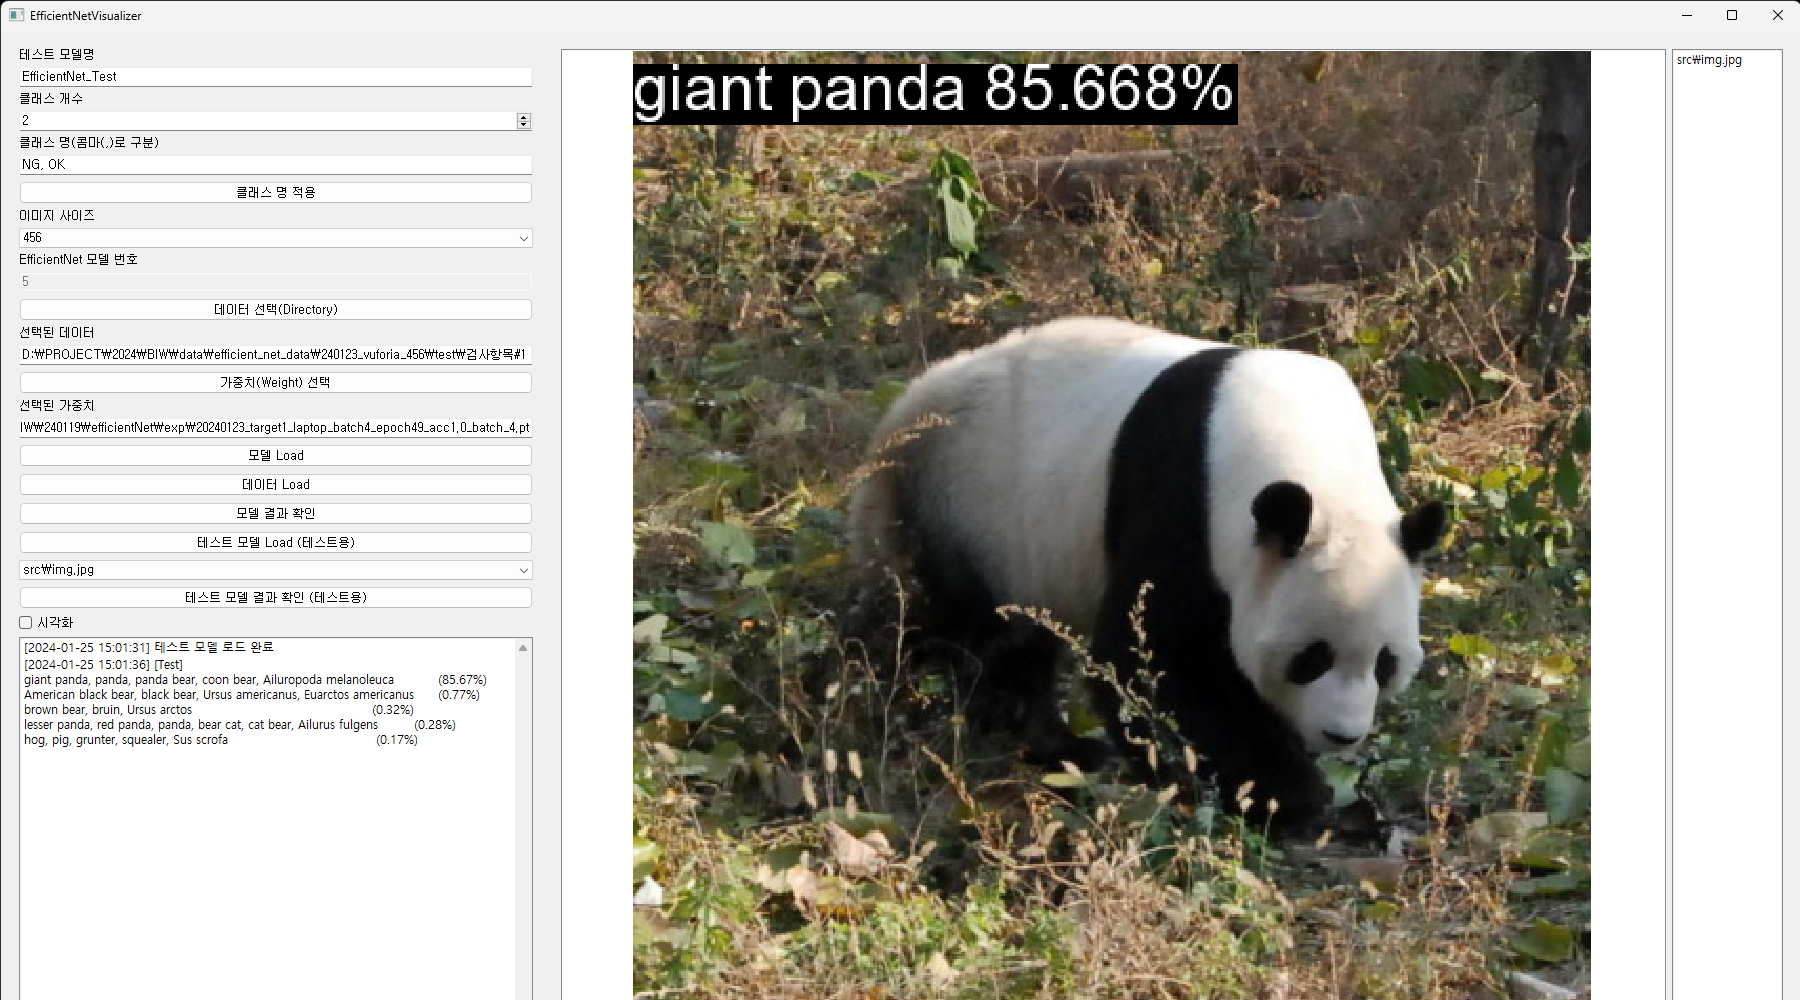 EfficientNetVisualizer
테스트 모델명
EfficientNet_Test
클래스 개수
2
클래스 명(콤마(,)로 구분)
NG, OK
클래스 명 적용
이미지 사이즈
456
EfficientNet 모델 번호
5
데이터 선택(Directory)
선택된 데이터
D:₩PROJECT₩2024₩BIW₩data₩efficient_net_data₩240123_vuforia_456₩test₩검사항목#1
가중치(Weight) 선택
선택된 가중치
IW₩240119₩efficientNet₩exp₩20240123_target1_laptop_batch4_epoch49_acc1.0_batch_4.pt
모델 Load
데이터 Load
모델 결과 확인
테스트 모델 Load (테스트용)
src₩img.jpg
테스트 모델 결과 확인 (테스트용)
시각화
[2024-01-25 15:01:31] 테스트 모델 로드 완료
[2024-01-25 15:01:36] [Test]
giant panda, panda, panda bear, coon bear, Ailuropoda melanoleuca (85.67%)
American black bear, black bear, Ursus americanus, Euarctos americanus (0.77%)
brown bear, bruin, Ursus arctos (0.32%)
lesser panda, red panda, panda, bear cat, cat bear, Ailurus fulgens (0.28%)
hog, pig, grunter, squealer, Sus scrofa (0.17%)
giant panda 85.668%
src₩img.jpg